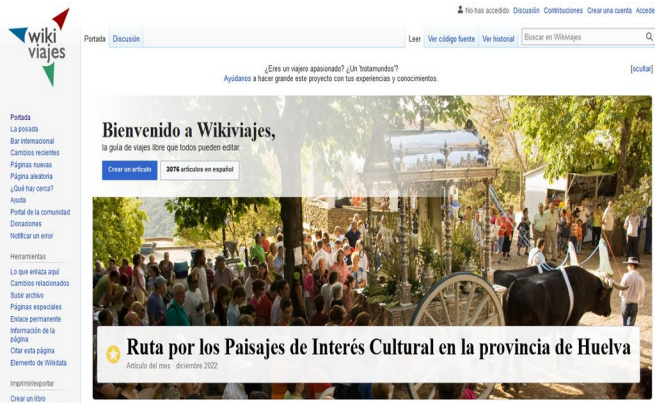 No has accedido Discusión Contribuciones Crear una cuenta Accede
wiki
viajes
Portada Discusión Leer Ver código fuente Ver historial Buscar en Wikiviajes
¿Eres un viajero apasionado? ¿Un 'trotamundos'?
[ocultar]
Ayúdanos a hacer grande este proyecto con tus experiencias y conocimientos.
Portada
La posada
Bar internacional
Cambios recientes
Páginas nuevas
Página aleatoria
¿Qué hay cerca?
Ayuda
Portal de la comunidad
Donaciones
Notificar un error
Herramientas
Lo que enlaza aquí
Cambios relacionados
Subir archivo
Páginas especiales
Enlace permanente
Información de la
página
Citar esta página
Elemento de Wikidata
Imprimir/exportar
Crear un libro
Bienvenido a Wikiviajes,
la guía de viajes libre que todos pueden editar.
Crear un artículo 3076 artículos en español
Ruta por los Paisajes de Interés Cultural en la provincia de Huelva
Artículo del mes · diciembre 2022